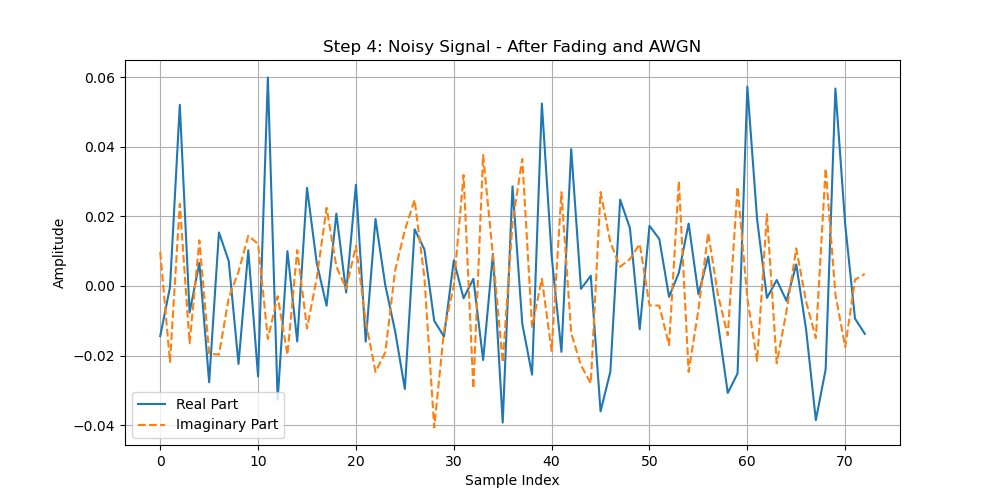 Step 4: Noisy Signal - After Fading and AWGN
Amplitude
0.06
0.04
0.02
0.00
−0.02
−0.04
Real Part
Imaginary Part
0 10 20 30 40 50 60 70
Sample Index